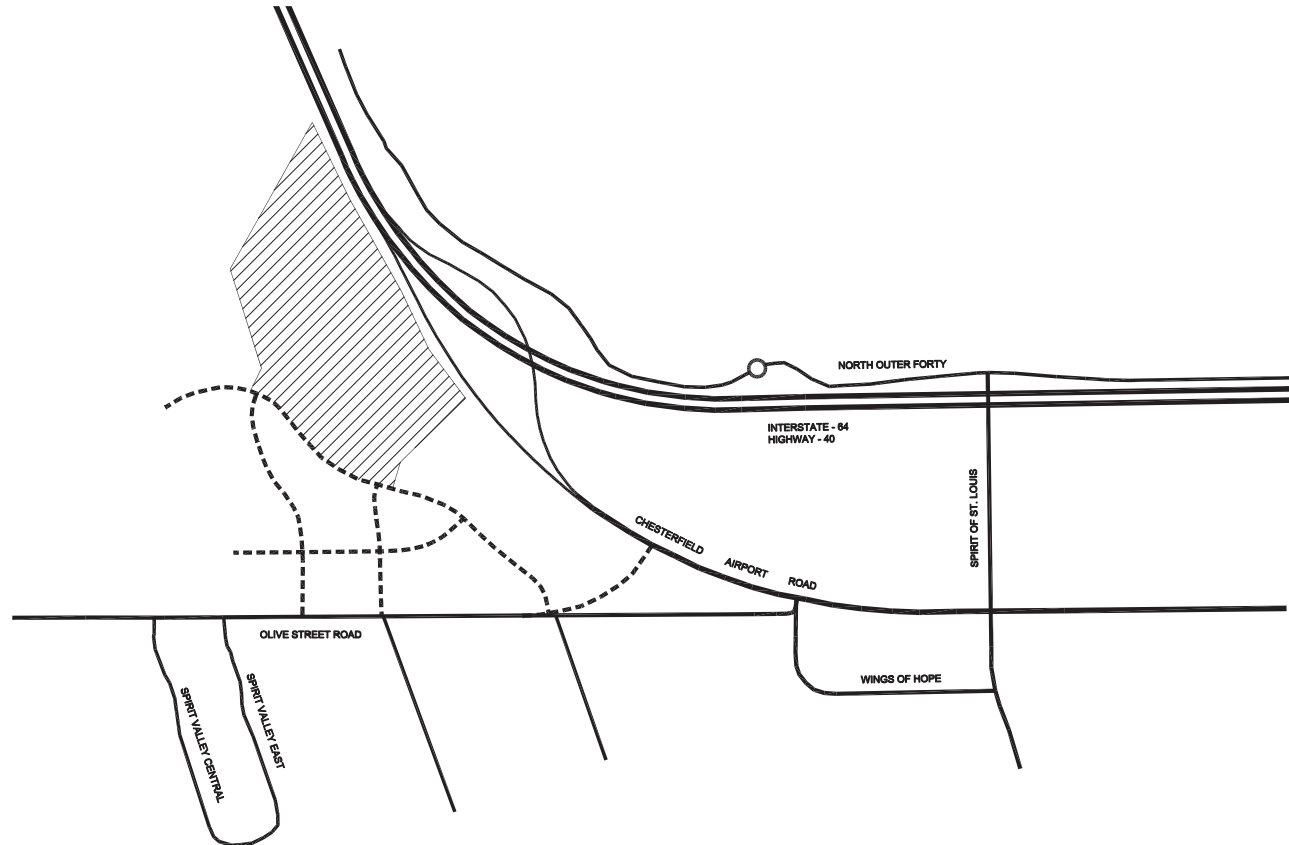 NORTH OUTER FORTY
INTERSTATE - 64
HIGHWAY - 40
SPIRIT OF ST. LOUIS
CHESTERFIELD AIRPORT ROAD
OLIVE STREET ROAD
WINGS OF HOPE
SPIRIT VALLEY CENTRAL
SPIRIT VALLEY EAST